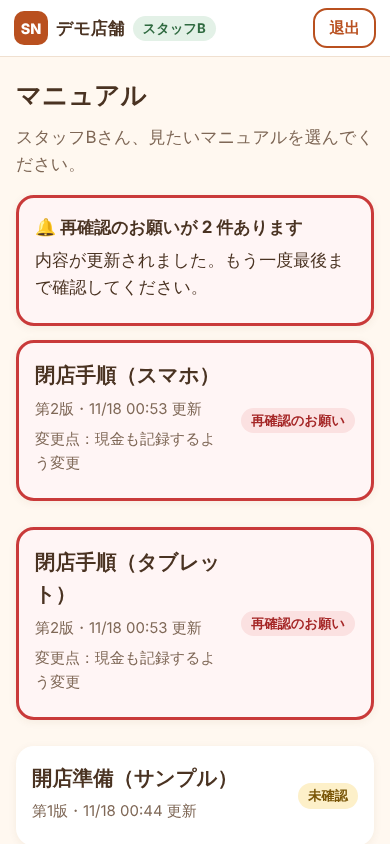 SN デモ店舗 スタッフB 退出
マニュアル
スタッフBさん、見たいマニュアルを選んでく
ださい。
🔔 再確認のお願いが 2 件あります
内容が更新されました。もう一度最後ま
で確認してください。
閉店手順（スマホ）
第2版・11/18 00:53 更新
変更点：現金も記録するよ
う変更
再確認のお願い
閉店手順（タブレッ
ト）
第2版・11/18 00:53 更新
変更点：現金も記録するよ
う変更
再確認のお願い
開店準備（サンプル）
第1版・11/18 00:44 更新
未確認